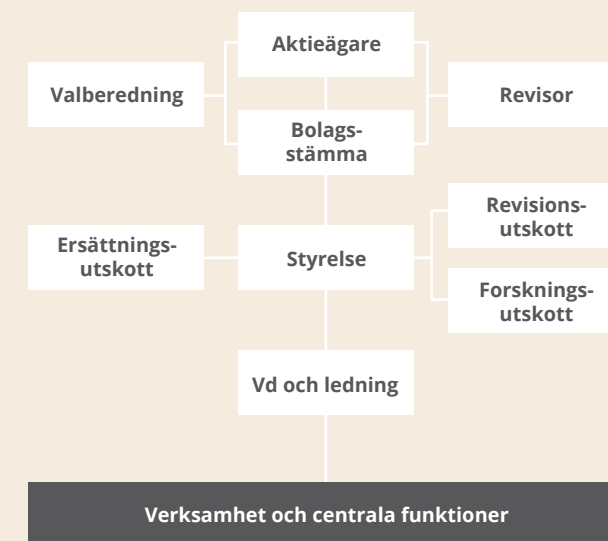 Aktieägare
Valberedning
Revisor
Bolags-
stämma
Revisions-
utskott
Ersättnings-
utskott
Styrelse
Forsknings-
utskott
Vd och ledning
Verksamhet och centrala funktioner